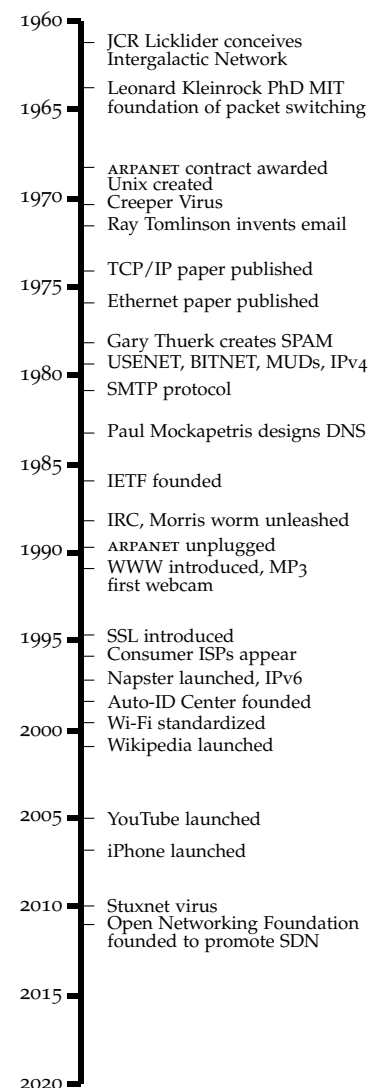 1960
JCR Licklider conceives
Intergalactic Network
Leonard Kleinrock PhD MIT
1965
foundation of packet switching
ARPANET contract awarded
Unix created
1970
Creeper Virus
Ray Tomlinson invents email
TCP/IP paper published
1975
Ethernet paper published
Gary Thuerk creates SPAM
USENET, BITNET, MUDs, IPv4
1980
SMTP protocol
Paul Mockapetris designs DNS
1985
IETF founded
IRC, Morris worm unleashed
1990
ARPANET unplugged
WWW introduced, MP3
first webcam
1995
SSL introduced
Consumer ISPs appear
Napster launched, IPv6
Auto-ID Center founded
Wi-Fi standardized
2000
Wikipedia launched
2005
YouTube launched
iPhone launched
2010
Stuxnet virus
Open Networking Foundation
founded to promote SDN
2015
2020